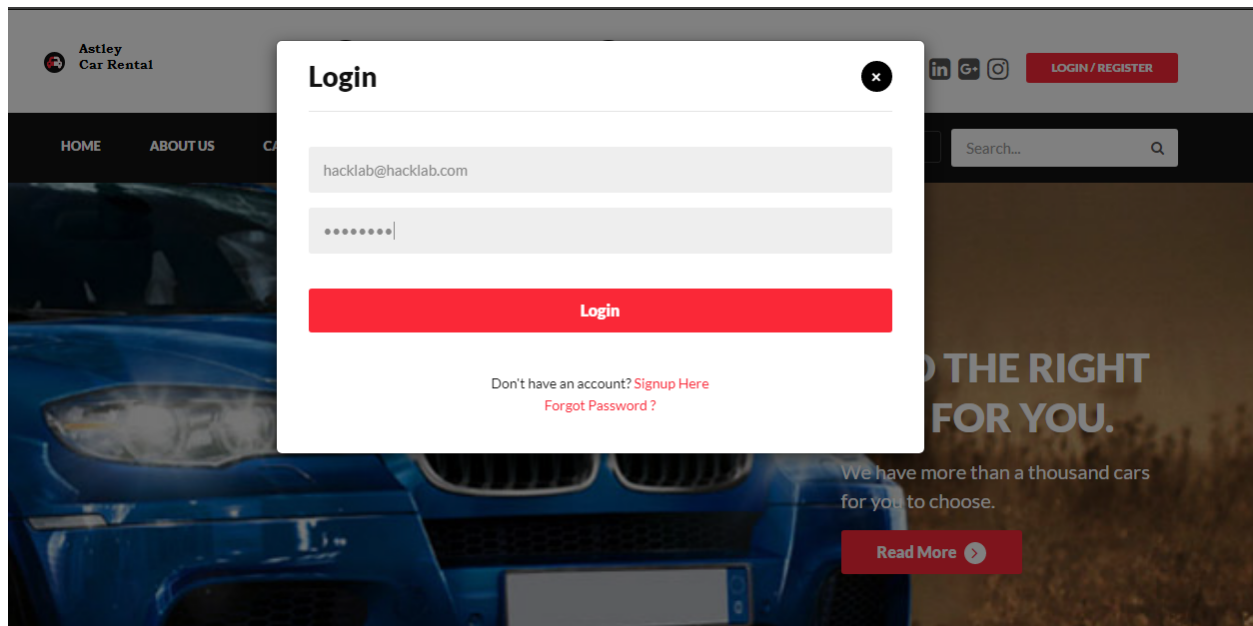 Astley
Car Rental
LOGIN / REGISTER
Login
HOME
ABOUT US
Search...
hacklab@hacklab.com
Login
Don't have an account? Signup Here
Forgot Password ?
THE RIGHT
FOR YOU.
We have more than a thousand cars
for you to choose.
Read More